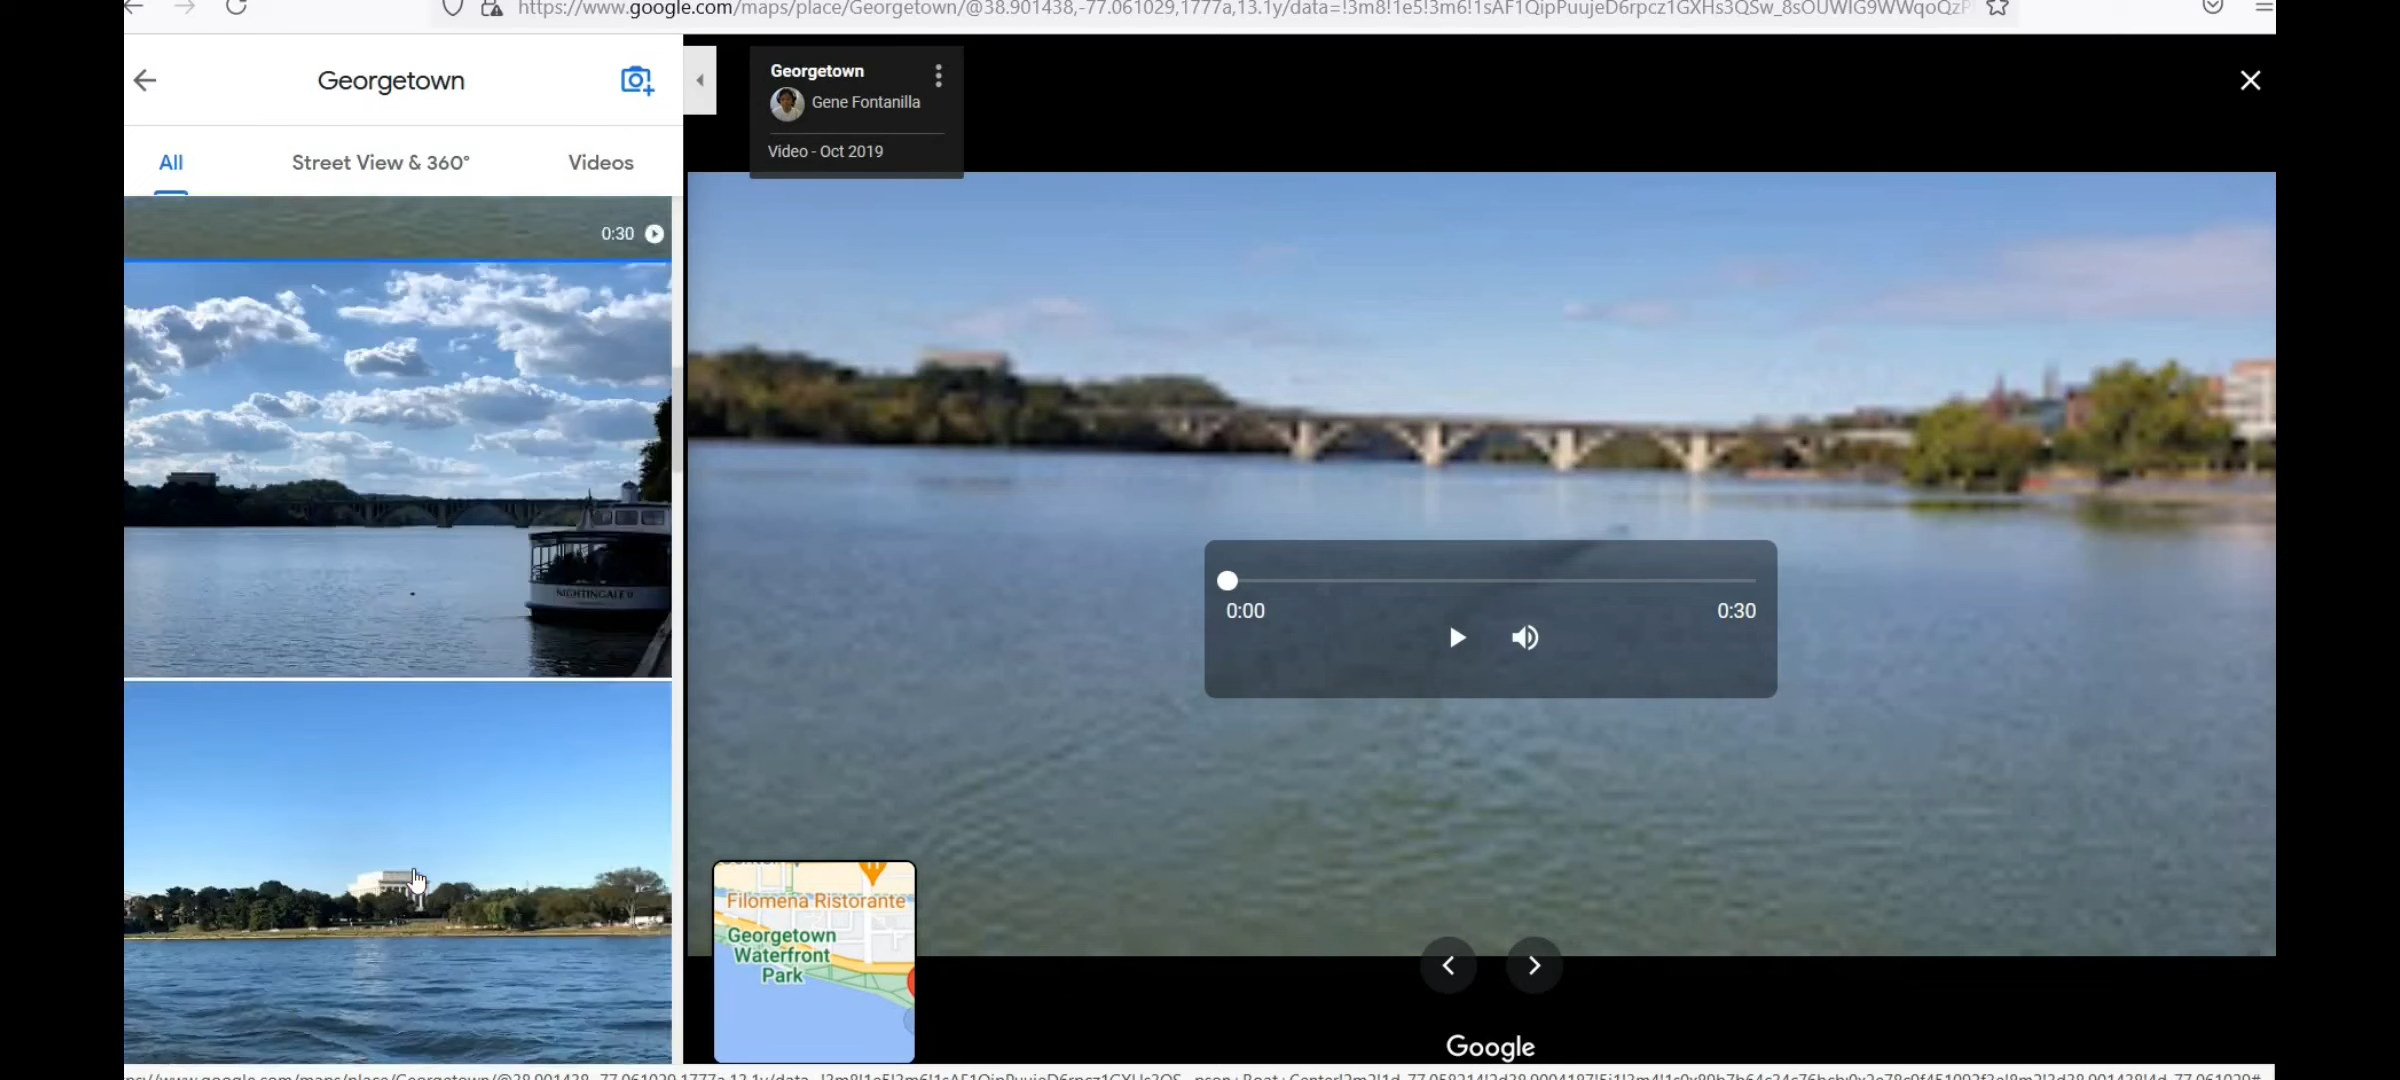 https://www.google.com/maps/place/Georgetown/@38.901438,-77.061029,1777a,13.1y/data=!3m8!1e5!3m6!1sAF1QipPuujeD6rpcz1GXHs3QSw_8sOUWIG9WWqoQzP
Georgetown
All
Street View & 360°
Videos
0:30
NIGHTINGALE II
Georgetown
Gene Fontanilla
Video - Oct 2019
0:00
0:30
Filomena Ristorante
Georgetown
Waterfront
Park
Google